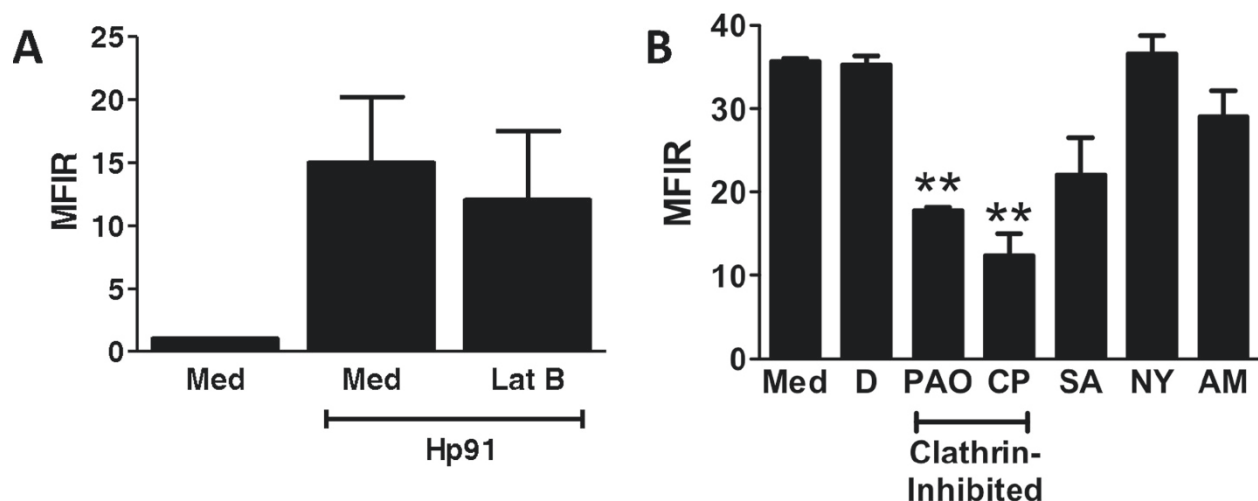 A
MFIR
25
20
15
10
5
0
Med
Med
Lat B
Hp91
B
MFIR
40
30
20
10
0
**
**
Med
D
PAO
CP
SA
NY
AM
Clathrin-
Inhibited